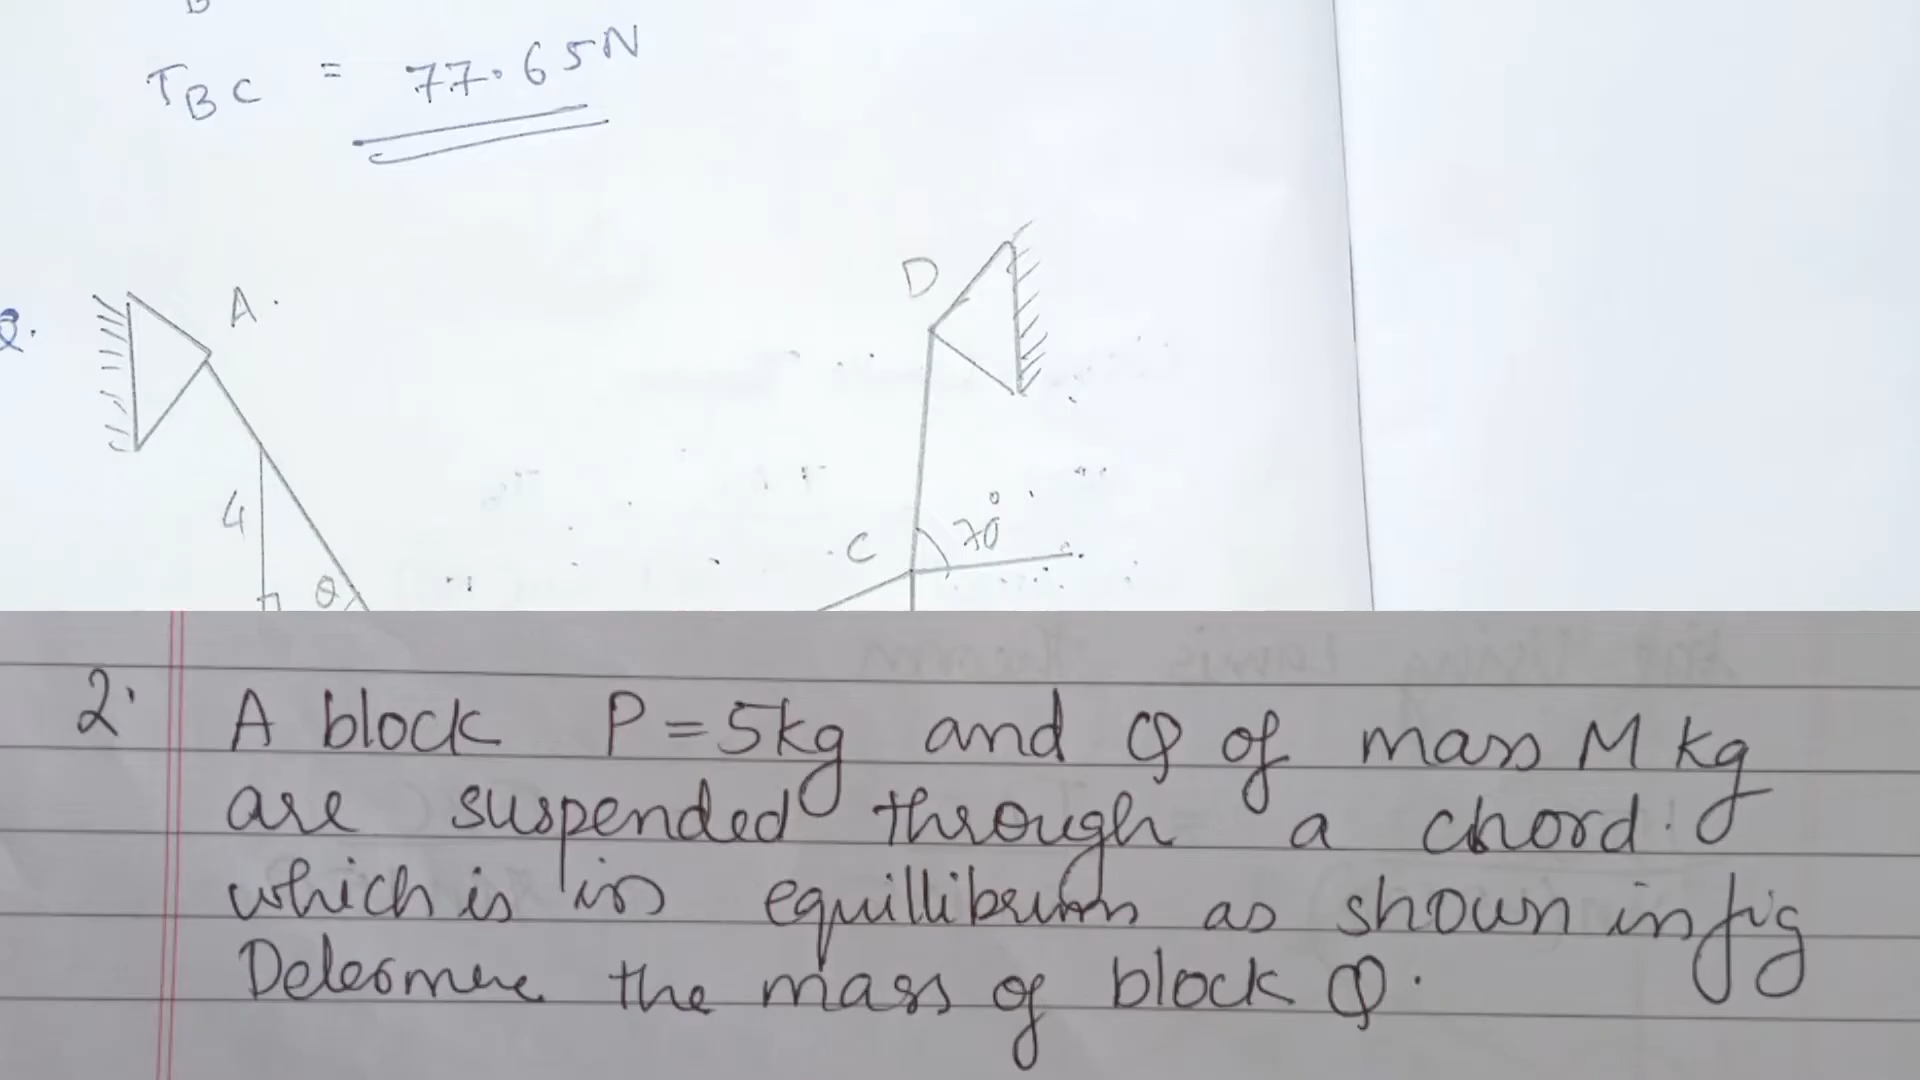 B
TBC = 77.65N
Q.
A.
D
4
θ
C
70°
2. A block P = 5kg and Q of mass M kg
are suspended through a chord.
which is in equillibrium as shown in fig
Determine the mass of block Q.